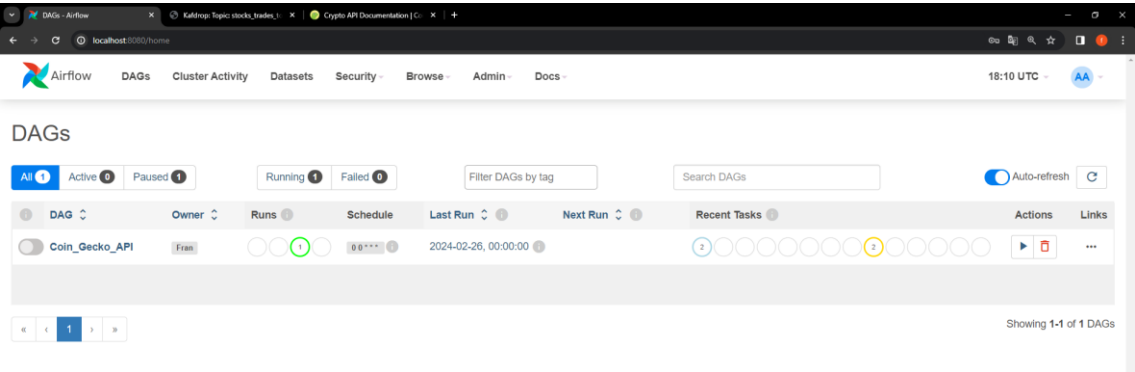 DAGs - Airflow
Kafdrop: Topic: stocks_trades_
Crypto API Documentation | Co
localhost:8080/home
Airflow DAGs Cluster Activity Datasets Security Browse Admin Docs 18:10 UTC AA
DAGs
All 1 Active 0 Paused 1 Running 1 Failed 0 Filter DAGs by tag Search DAGs Auto-refresh
DAG Owner Runs Schedule Last Run Next Run Recent Tasks Actions Links
Coin_Gecko_API Fran 1 0 0 * * * 2024-02-26, 00:00:00 2 2 ...
« ‹ 1 › » Showing 1-1 of 1 DAGs